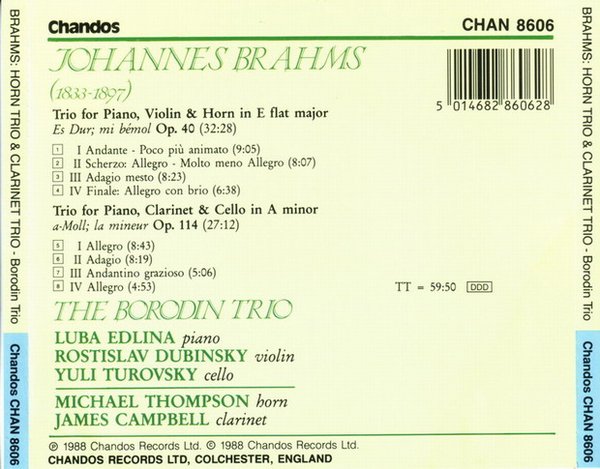 BRAHMS: HORN TRIO & CLARINET TRIO - Borodin Trio
Chandos CHAN 8606
Chandos
CHAN 8606
JOHANNES BRAHMS
(1833-1897)
5 014682 860628
Trio for Piano, Violin & Horn in E flat major
Es Dur; mi bémol Op. 40 (32:28)
1 I Andante - Poco più animato (9:05)
2 II Scherzo: Allegro - Molto meno Allegro (8:07)
3 III Adagio mesto (8:23)
4 IV Finale: Allegro con brio (6:38)
Trio for Piano, Clarinet & Cello in A minor
a-Moll; la mineur Op. 114 (27:12)
5 I Allegro (8:43)
6 II Adagio (8:19)
7 III Andantino grazioso (5:06)
8 IV Allegro (4:53)
TT = 59:50 DDD
THE BORODIN TRIO
LUBA EDLINA piano
ROSTISLAV DUBINSKY violin
YULI TUROVSKY cello
MICHAEL THOMPSON horn
JAMES CAMPBELL clarinet
℗ 1988 Chandos Records Ltd. © 1988 Chandos Records Ltd.
CHANDOS RECORDS LTD, COLCHESTER, ENGLAND
BRAHMS: HORN TRIO & CLARINET TRIO - Borodin Trio
Chandos CHAN 8606